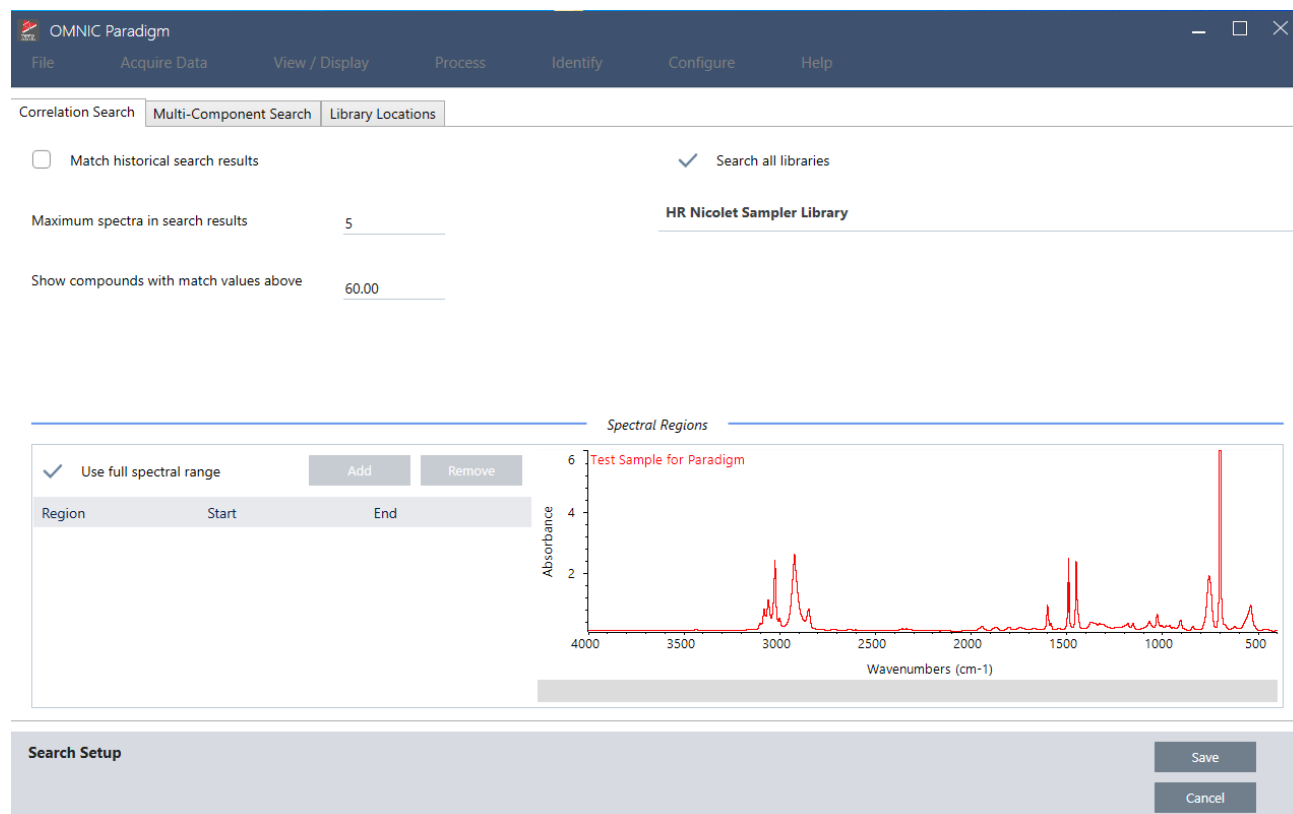 OMNIC Paradigm
File Acquire Data View / Display Process Identify Configure Help
Correlation Search Multi-Component Search Library Locations
Match historical search results
Search all libraries
Maximum spectra in search results 5
HR Nicolet Sampler Library
Show compounds with match values above 60.00
Spectral Regions
Use full spectral range Add Remove
Region Start End
Test Sample for Paradigm
6
4
2
Absorbance
4000 3500 3000 2500 2000 1500 1000 500
Wavenumbers (cm-1)
Search Setup
Save
Cancel